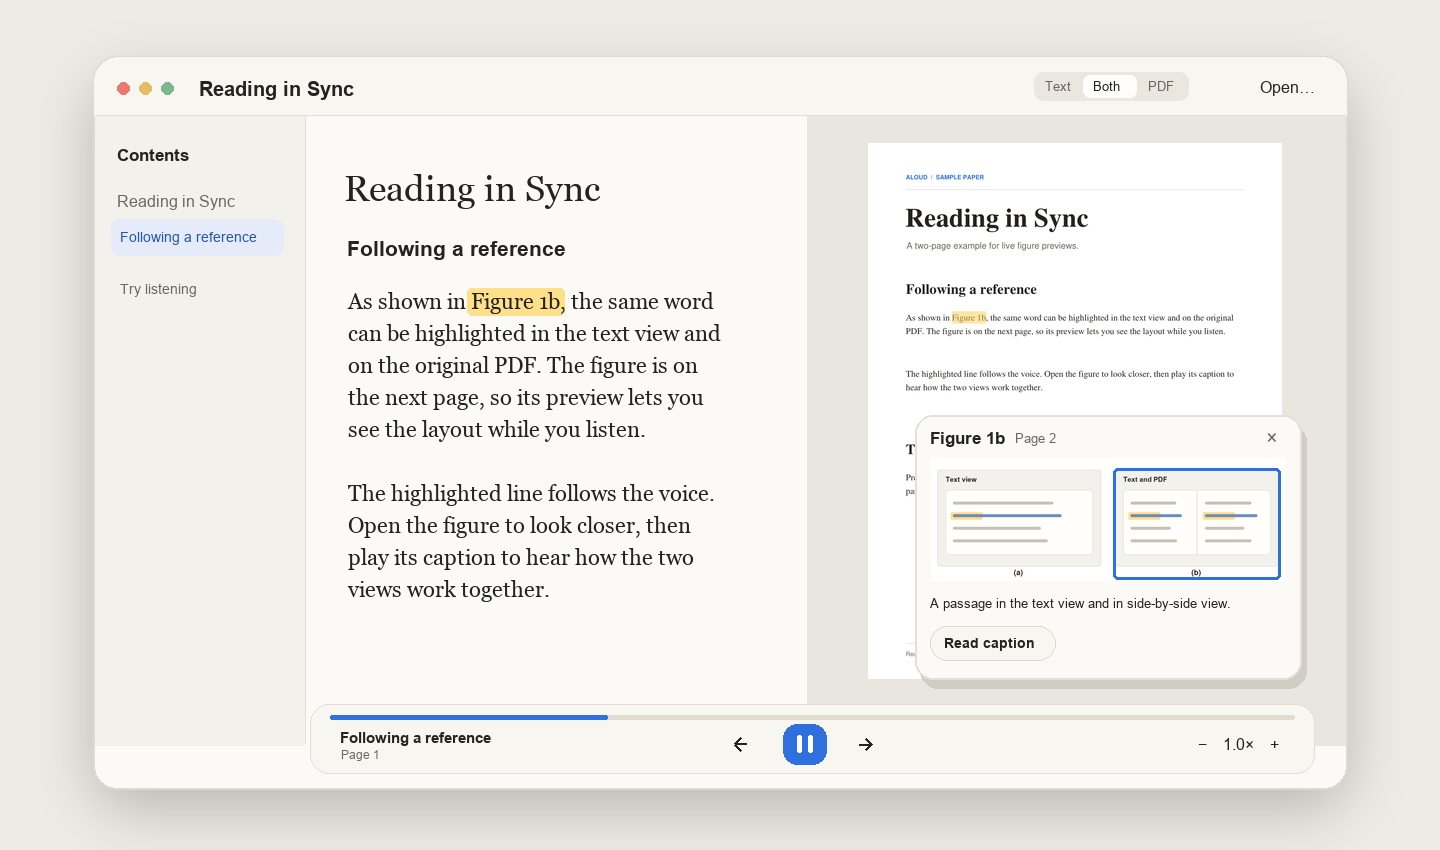 Reading in Sync
Text
Both
PDF
Open…
Contents
Reading in Sync
Following a reference
Try listening
Reading in Sync
Following a reference
As shown in Figure 1b, the same word
can be highlighted in the text view and
on the original PDF. The figure is on
the next page, so its preview lets you
see the layout while you listen.
The highlighted line follows the voice.
Open the figure to look closer, then
play its caption to hear how the two
views work together.
ALOUD / SAMPLE PAPER
Reading in Sync
A two-page example for live figure previews.
Following a reference
As shown in Figure 1b, the same word can be highlighted in the text view and on the original
PDF. The figure is on the next page, so its preview lets you see the layout while you listen.
The highlighted line follows the voice. Open the figure to look closer, then play its caption to
hear how the two views work together.
Figure 1b Page 2 ×
Text view
Text and PDF
(a)
(b)
A passage in the text view and in side-by-side view.
Read caption
Following a reference
Page 1
− 1.0× +